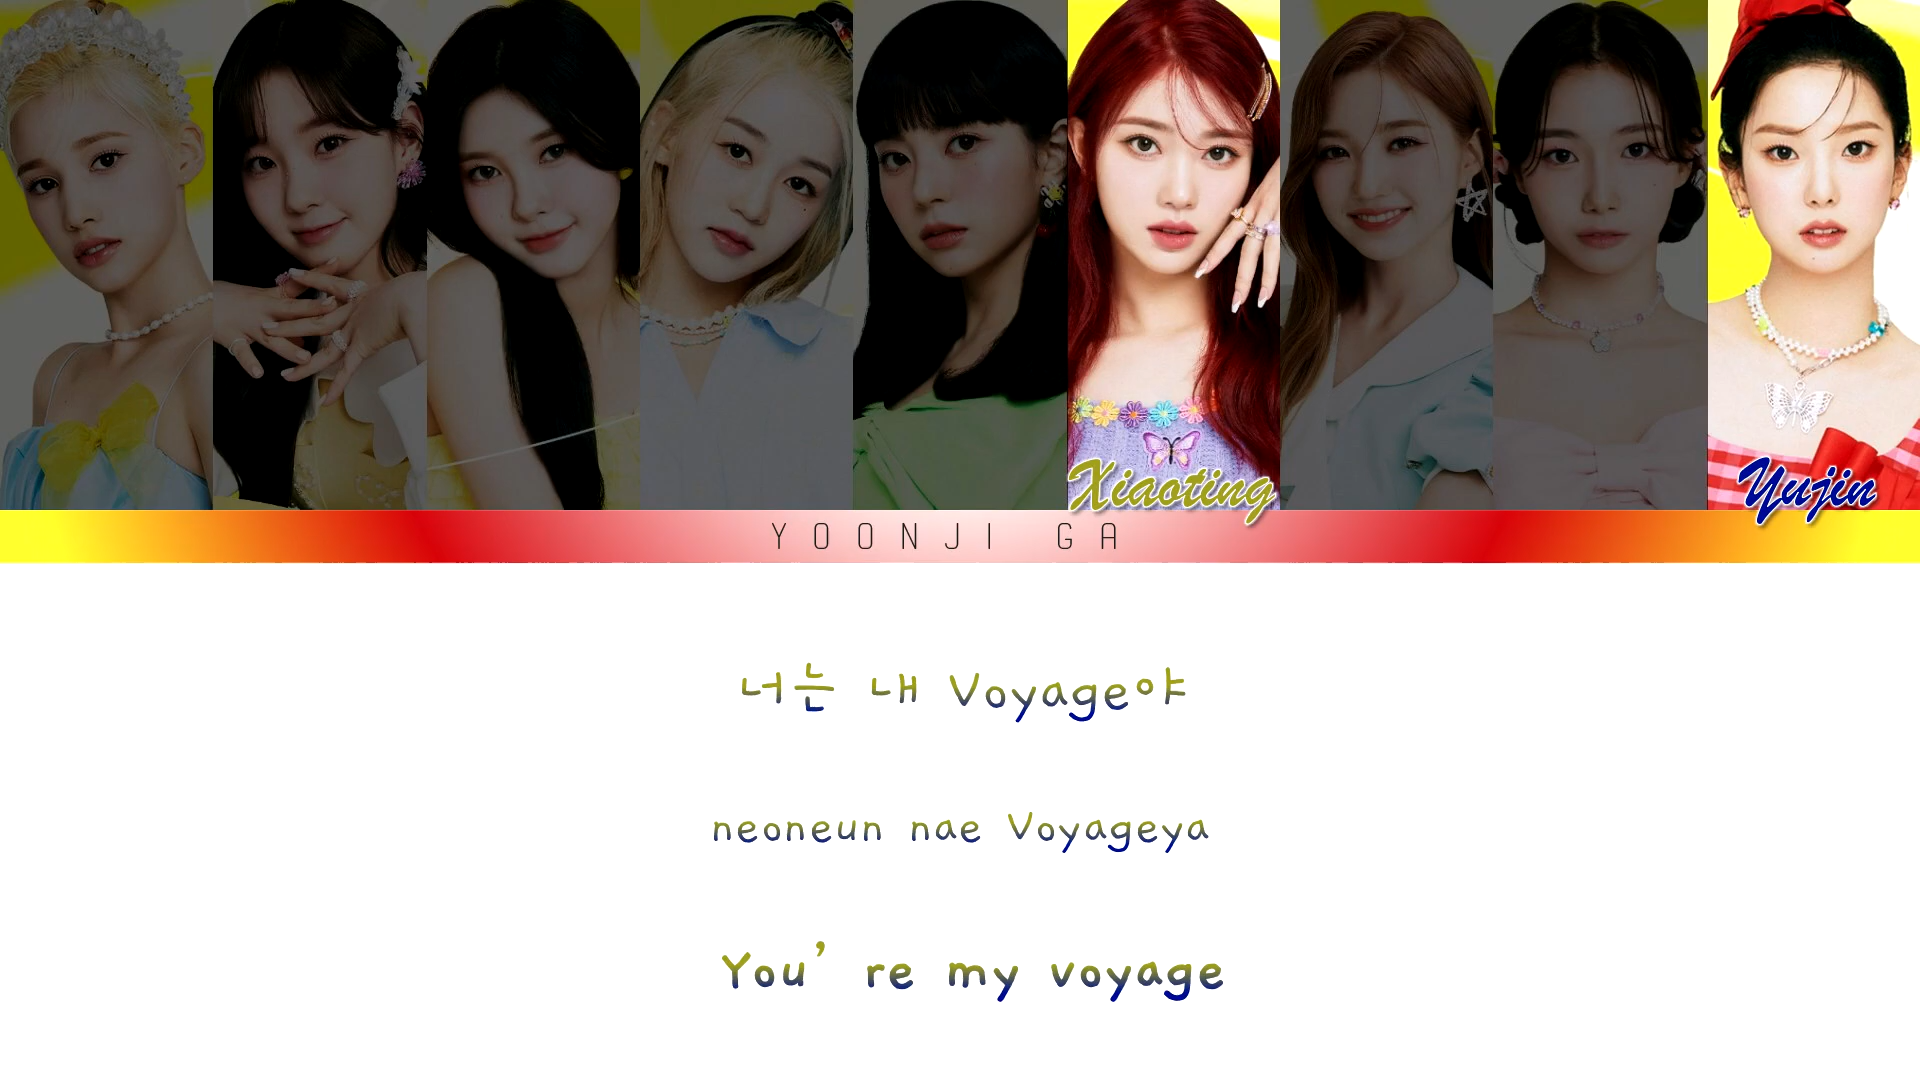 Xiaoting
Yujin
YOONJI GA
너는 내 Voyage야
neoneun nae Voyageya
You’re my voyage